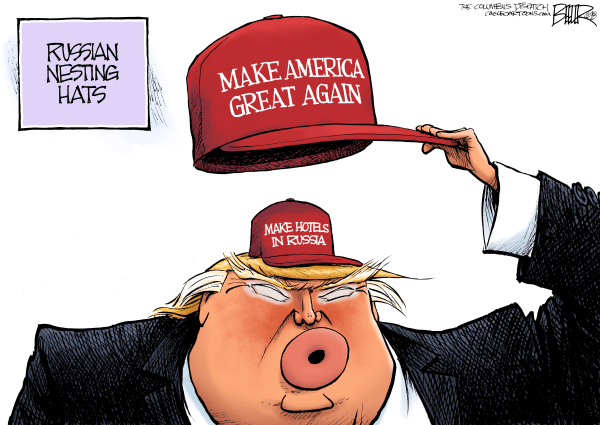 THE COLUMBUS DISPATCH
CAGLECARTOONS.COM
BEELER
RUSSIAN
NESTING
HATS
MAKE AMERICA
GREAT AGAIN
MAKE HOTELS
IN RUSSIA